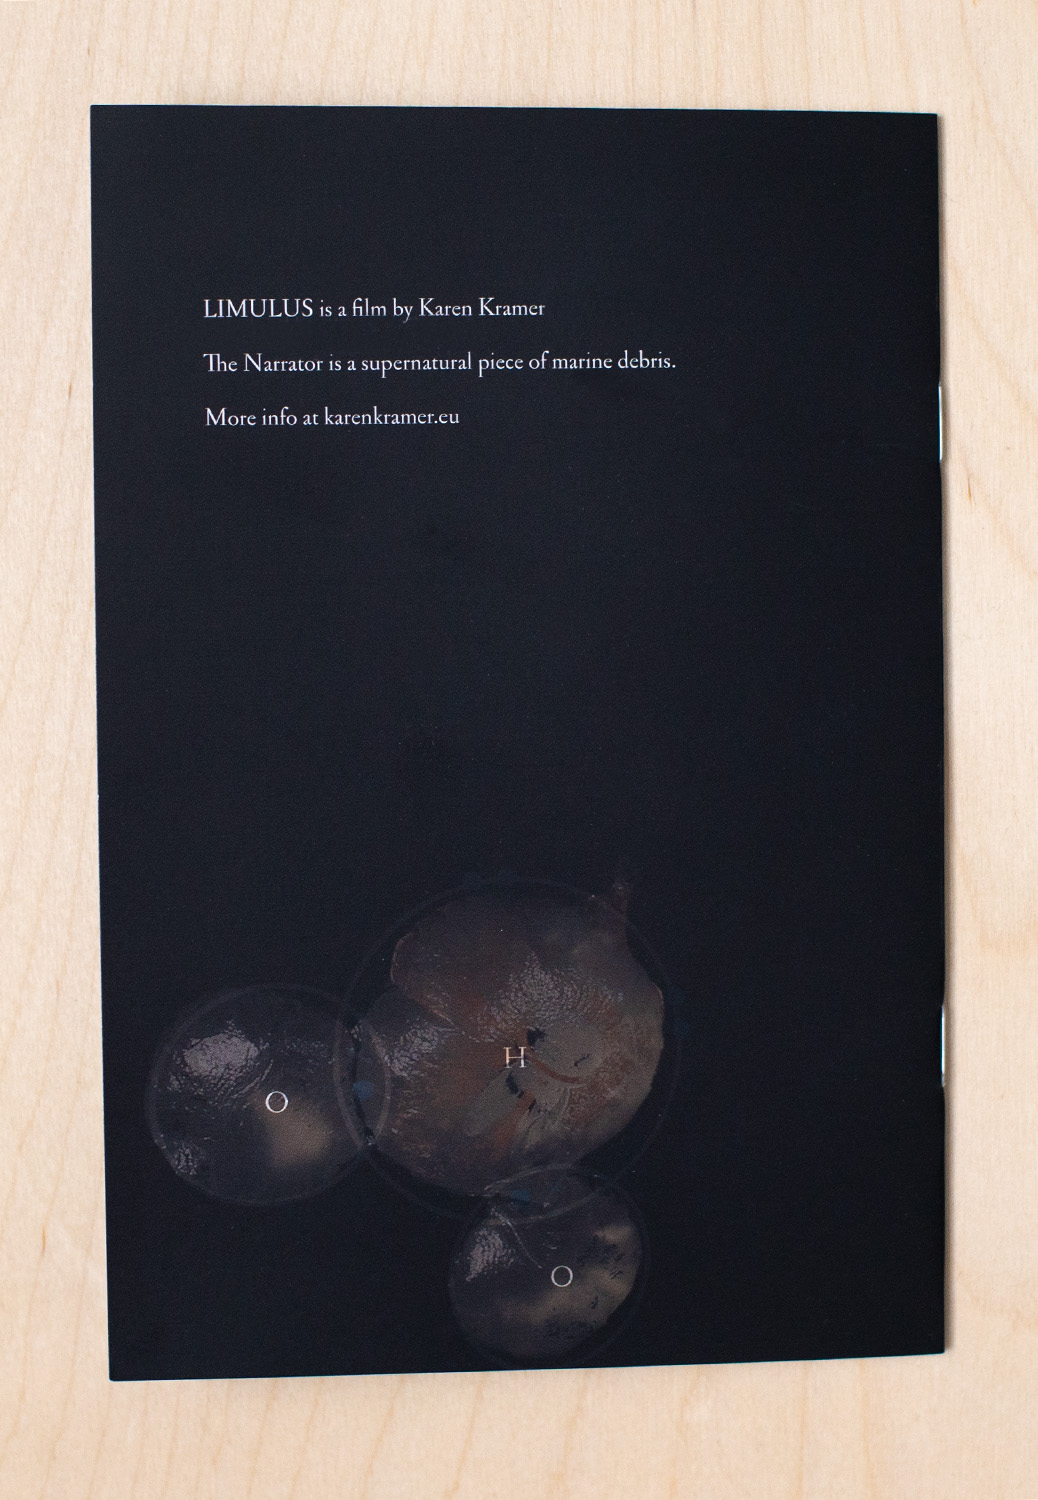 LIMULUS is a film by Karen Kramer
The Narrator is a supernatural piece of marine debris.
More info at karenkramer.eu
H
O
O